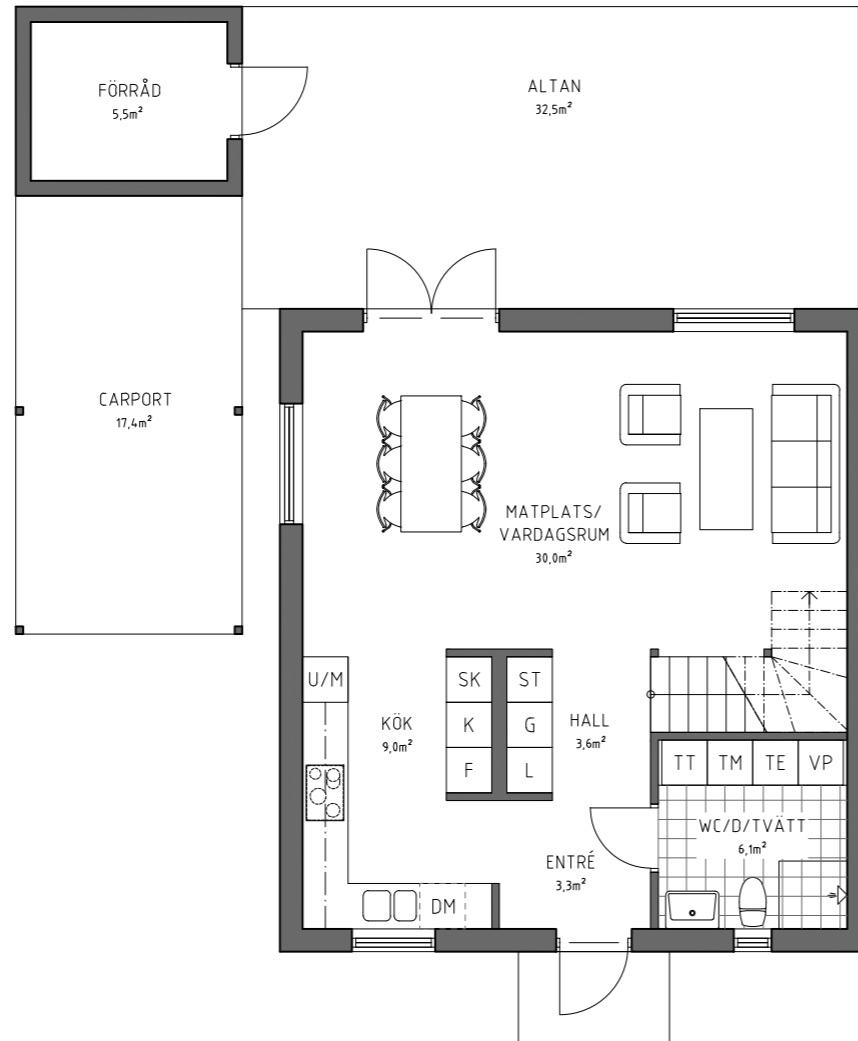 FÖRRÅD
5,5m²
ALTAN
32,5m²
CARPORT
17,4m²
MATPLATS/
VARDAGSRUM
30,0m²
U/M
SK
ST
K
G
F
L
KÖK
9,0m²
HALL
3,6m²
TT
TM
TE
VP
WC/D/TVÄTT
6,1m²
ENTRÉ
3,3m²
DM